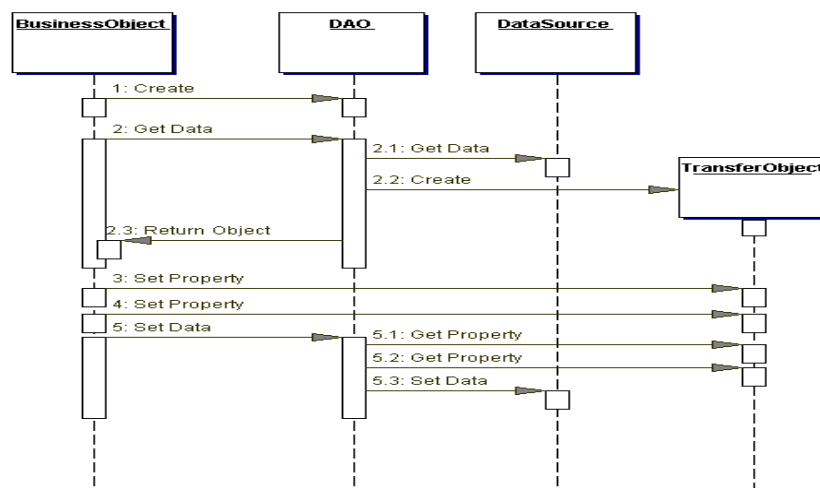 BusinessObject
DAO
DataSource
1: Create
2: Get Data
2.1: Get Data
TransferObject
2.2: Create
2.3: Return Object
3: Set Property
4: Set Property
5: Set Data
5.1: Get Property
5.2: Get Property
5.3: Set Data